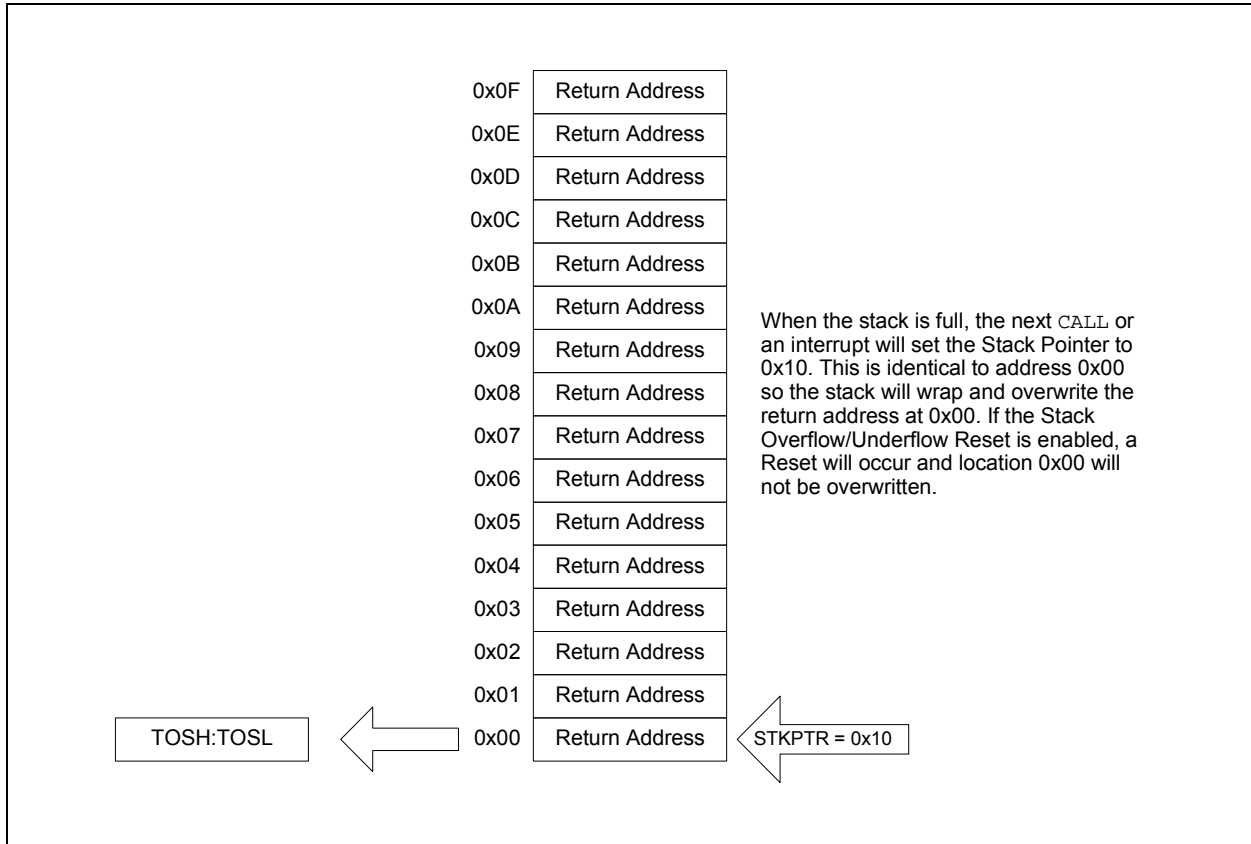 0x0F Return Address
0x0E Return Address
0x0D Return Address
0x0C Return Address
0x0B Return Address
0x0A Return Address
0x09 Return Address
0x08 Return Address
0x07 Return Address
0x06 Return Address
0x05 Return Address
0x04 Return Address
0x03 Return Address
0x02 Return Address
0x01 Return Address
TOSH:TOSL 0x00 Return Address STKPTR = 0x10
When the stack is full, the next CALL or
an interrupt will set the Stack Pointer to
0x10. This is identical to address 0x00
so the stack will wrap and overwrite the
return address at 0x00. If the Stack
Overflow/Underflow Reset is enabled, a
Reset will occur and location 0x00 will
not be overwritten.